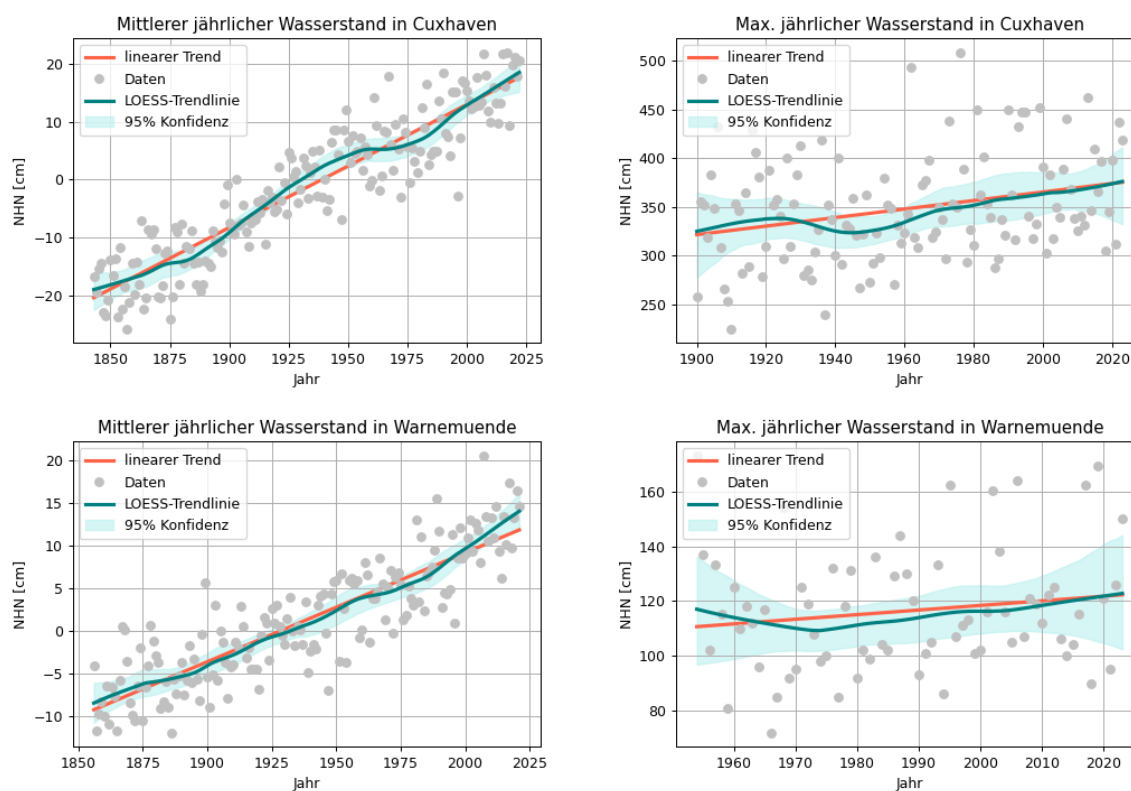 Mittlerer jährlicher Wasserstand in Cuxhaven
NHN [cm]
20
10
0
−10
−20
linearer Trend
Daten
LOESS-Trendlinie
95% Konfidenz
1850 1875 1900 1925 1950 1975 2000 2025
Jahr
Max. jährlicher Wasserstand in Cuxhaven
NHN [cm]
500
450
400
350
300
250
linearer Trend
Daten
LOESS-Trendlinie
95% Konfidenz
1900 1920 1940 1960 1980 2000 2020
Jahr
Mittlerer jährlicher Wasserstand in Warnemuende
NHN [cm]
20
15
10
5
0
−5
−10
linearer Trend
Daten
LOESS-Trendlinie
95% Konfidenz
1850 1875 1900 1925 1950 1975 2000 2025
Jahr
Max. jährlicher Wasserstand in Warnemuende
NHN [cm]
160
140
120
100
80
linearer Trend
Daten
LOESS-Trendlinie
95% Konfidenz
1960 1970 1980 1990 2000 2010 2020
Jahr